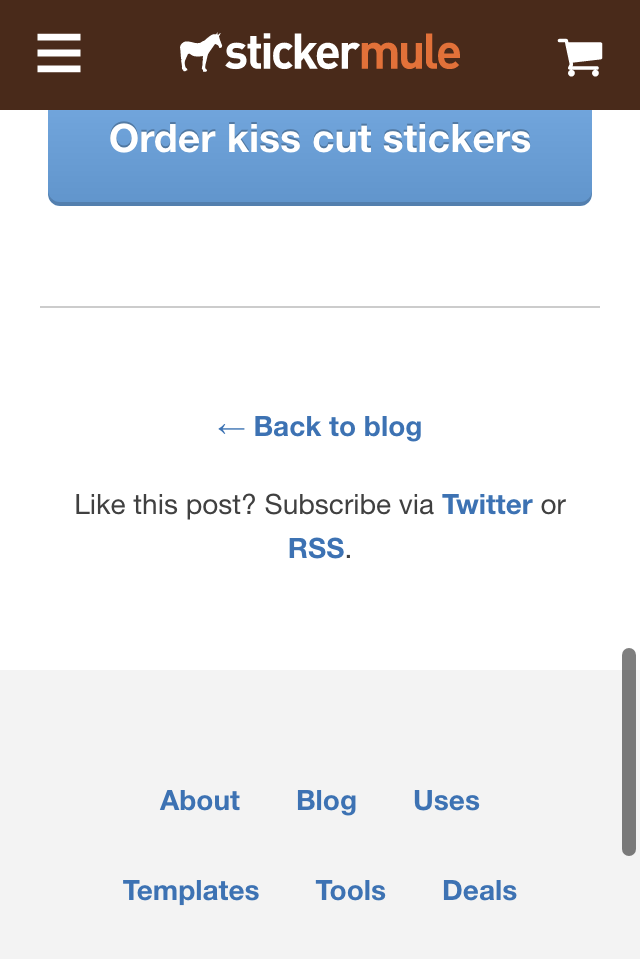 stickermule
Order kiss cut stickers
← Back to blog
Like this post? Subscribe via Twitter or
RSS.
About Blog Uses
Templates Tools Deals